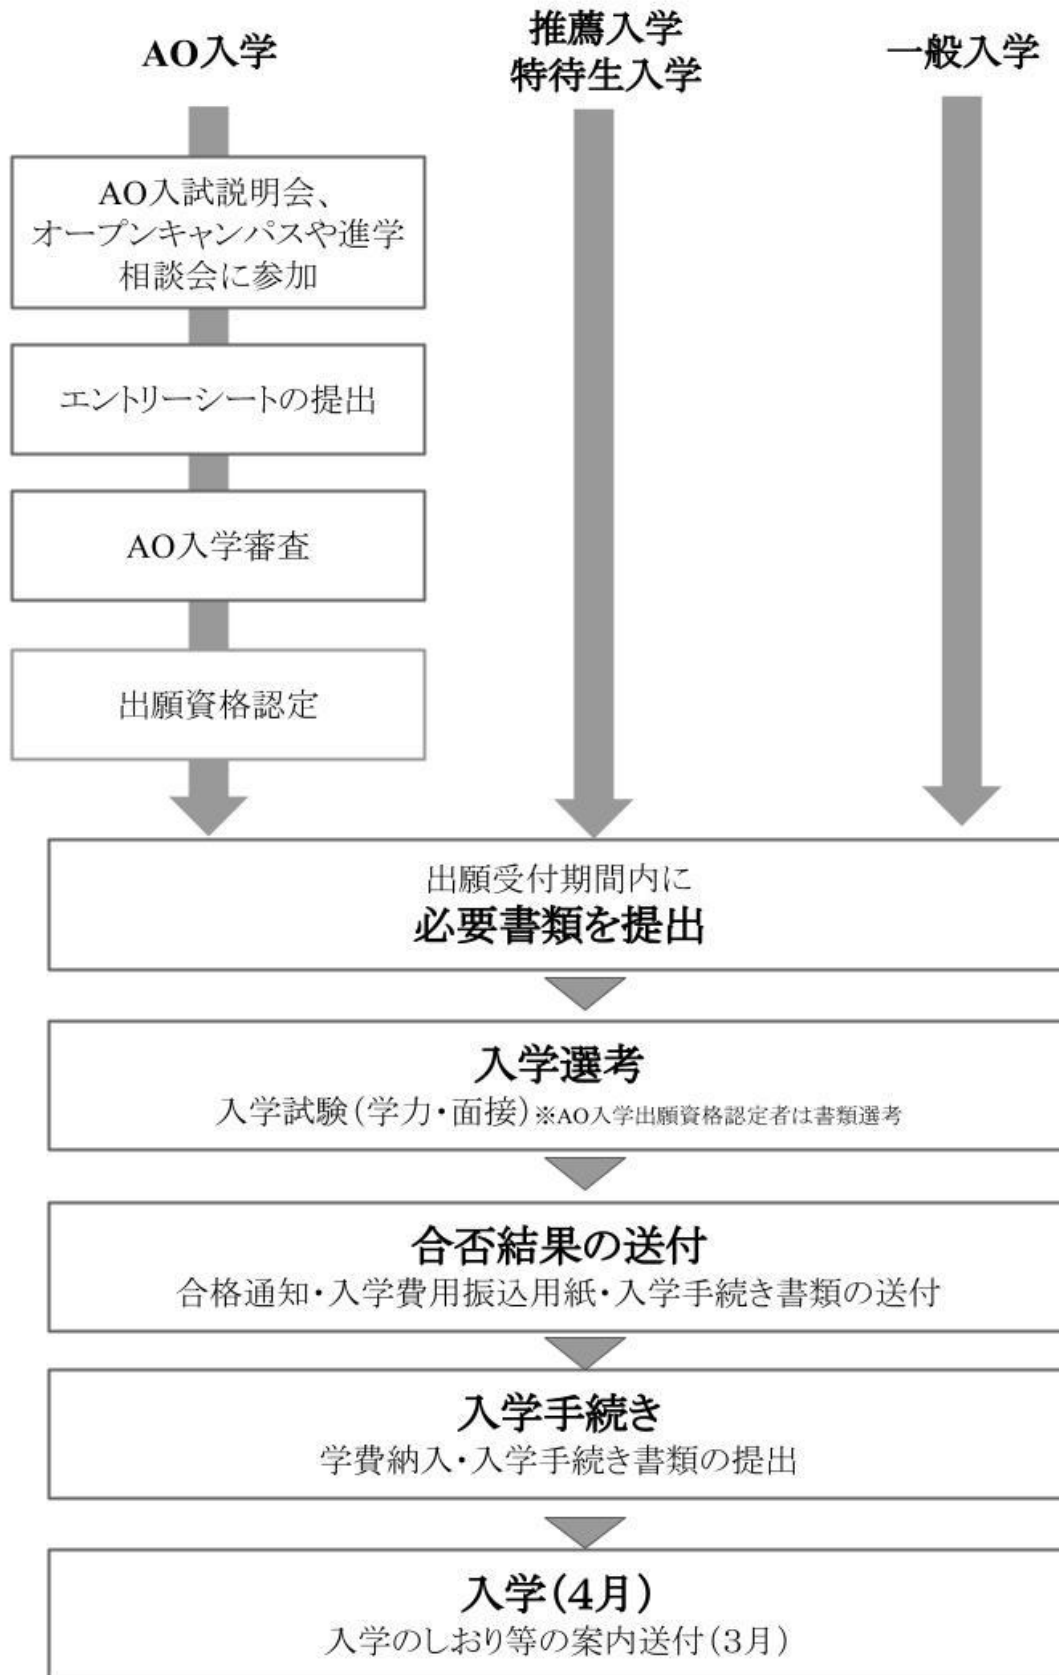 AO入学
推薦入学
特待生入学
一般入学
AO入試説明会、
オープンキャンパスや進学
相談会に参加
エントリーシートの提出
AO入学審査
出願資格認定
出願受付期間内に
必要書類を提出
入学選考
入学試験(学力・面接)※AO入学出願資格認定者は書類選考
合否結果の送付
合格通知・入学費用振込用紙・入学手続き書類の送付
入学手続き
学費納入・入学手続き書類の提出
入学(4月)
入学のしおり等の案内送付(3月)